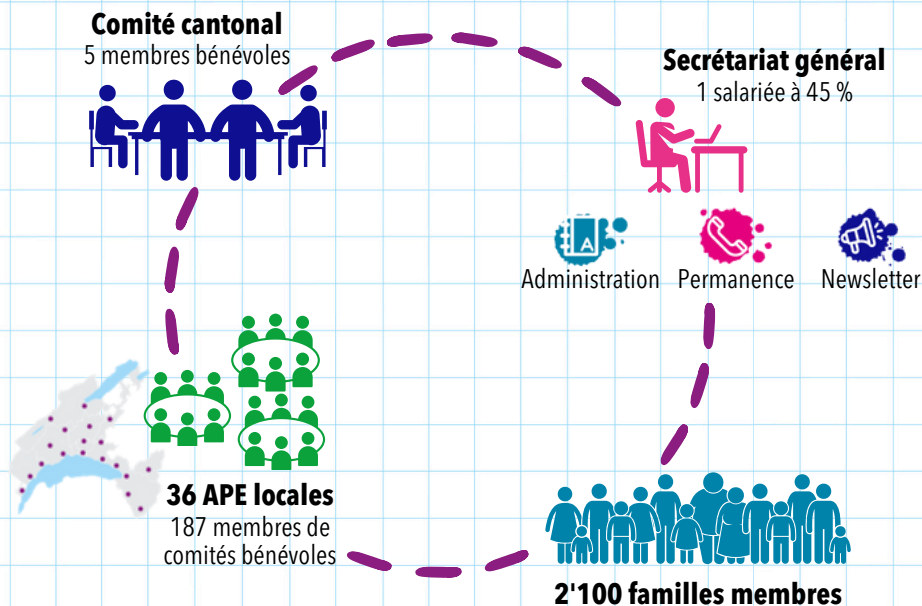 Comité cantonal
5 membres bénévoles
Secrétariat général
1 salariée à 45 %
A
Administration
Permanence
Newsletter
36 APE locales
187 membres de
comités bénévoles
2'100 familles membres